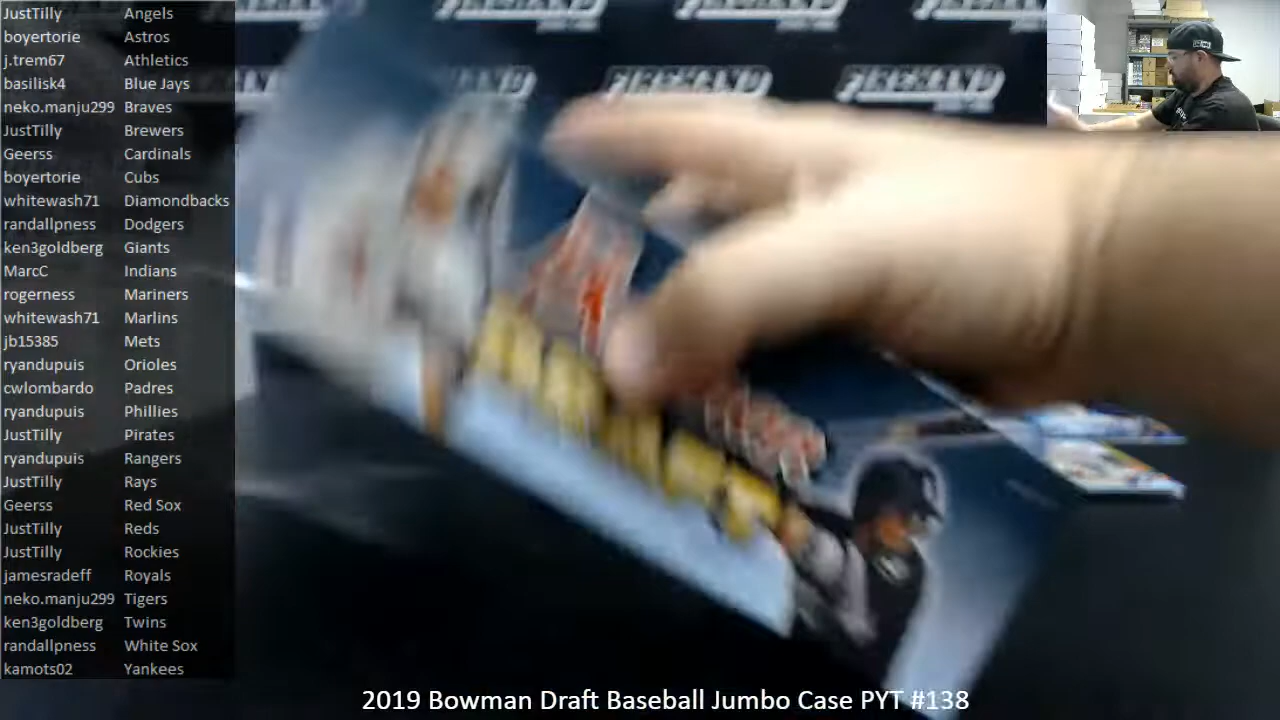 JustTilly Angels
boyertorie Astros
j.trem67 Athletics
basilisk4 Blue Jays
neko.manju299 Braves
JustTilly Brewers
Geerss Cardinals
boyertorie Cubs
whitewash71 Diamondbacks
randallpness Dodgers
ken3goldberg Giants
MarcC Indians
rogerness Mariners
whitewash71 Marlins
jb15385 Mets
ryandupuis Orioles
cwlombardo Padres
ryandupuis Phillies
JustTilly Pirates
ryandupuis Rangers
JustTilly Rays
Geerss Red Sox
JustTilly Reds
JustTilly Rockies
jamesradeff Royals
neko.manju299 Tigers
ken3goldberg Twins
randallpness White Sox
kamots02 Yankees
FIREHAND
FIREHAND
2019 Bowman Draft Baseball Jumbo Case PYT #138